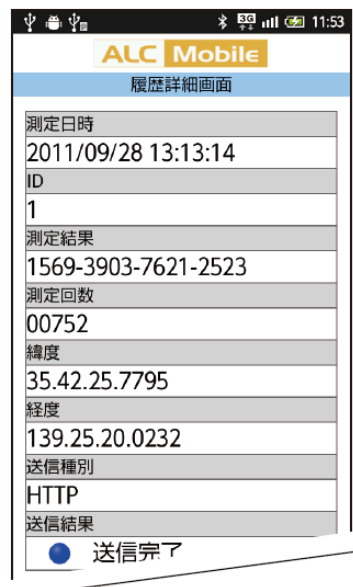 3G 11:53
ALC Mobile
履歴詳細画面
測定日時
2011/09/28 13:13:14
ID
1
測定結果
1569-3903-7621-2523
測定回数
00752
緯度
35.42.25.7795
経度
139.25.20.0232
送信種別
HTTP
送信結果
送信完了